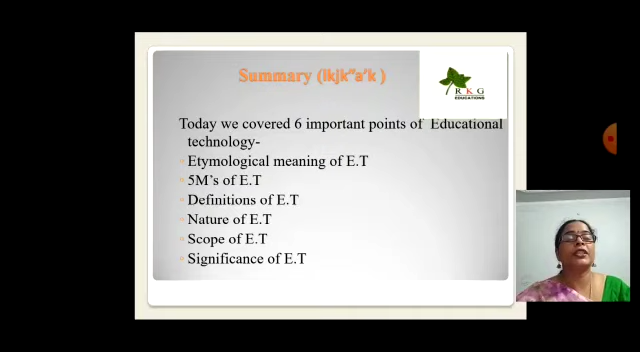 Summary (lkjk"a'k )
R K G
EDUCATIONS
Today we covered 6 important points of Educational
technology-
Etymological meaning of E.T
5M's of E.T
Definitions of E.T
Nature of E.T
Scope of E.T
Significance of E.T